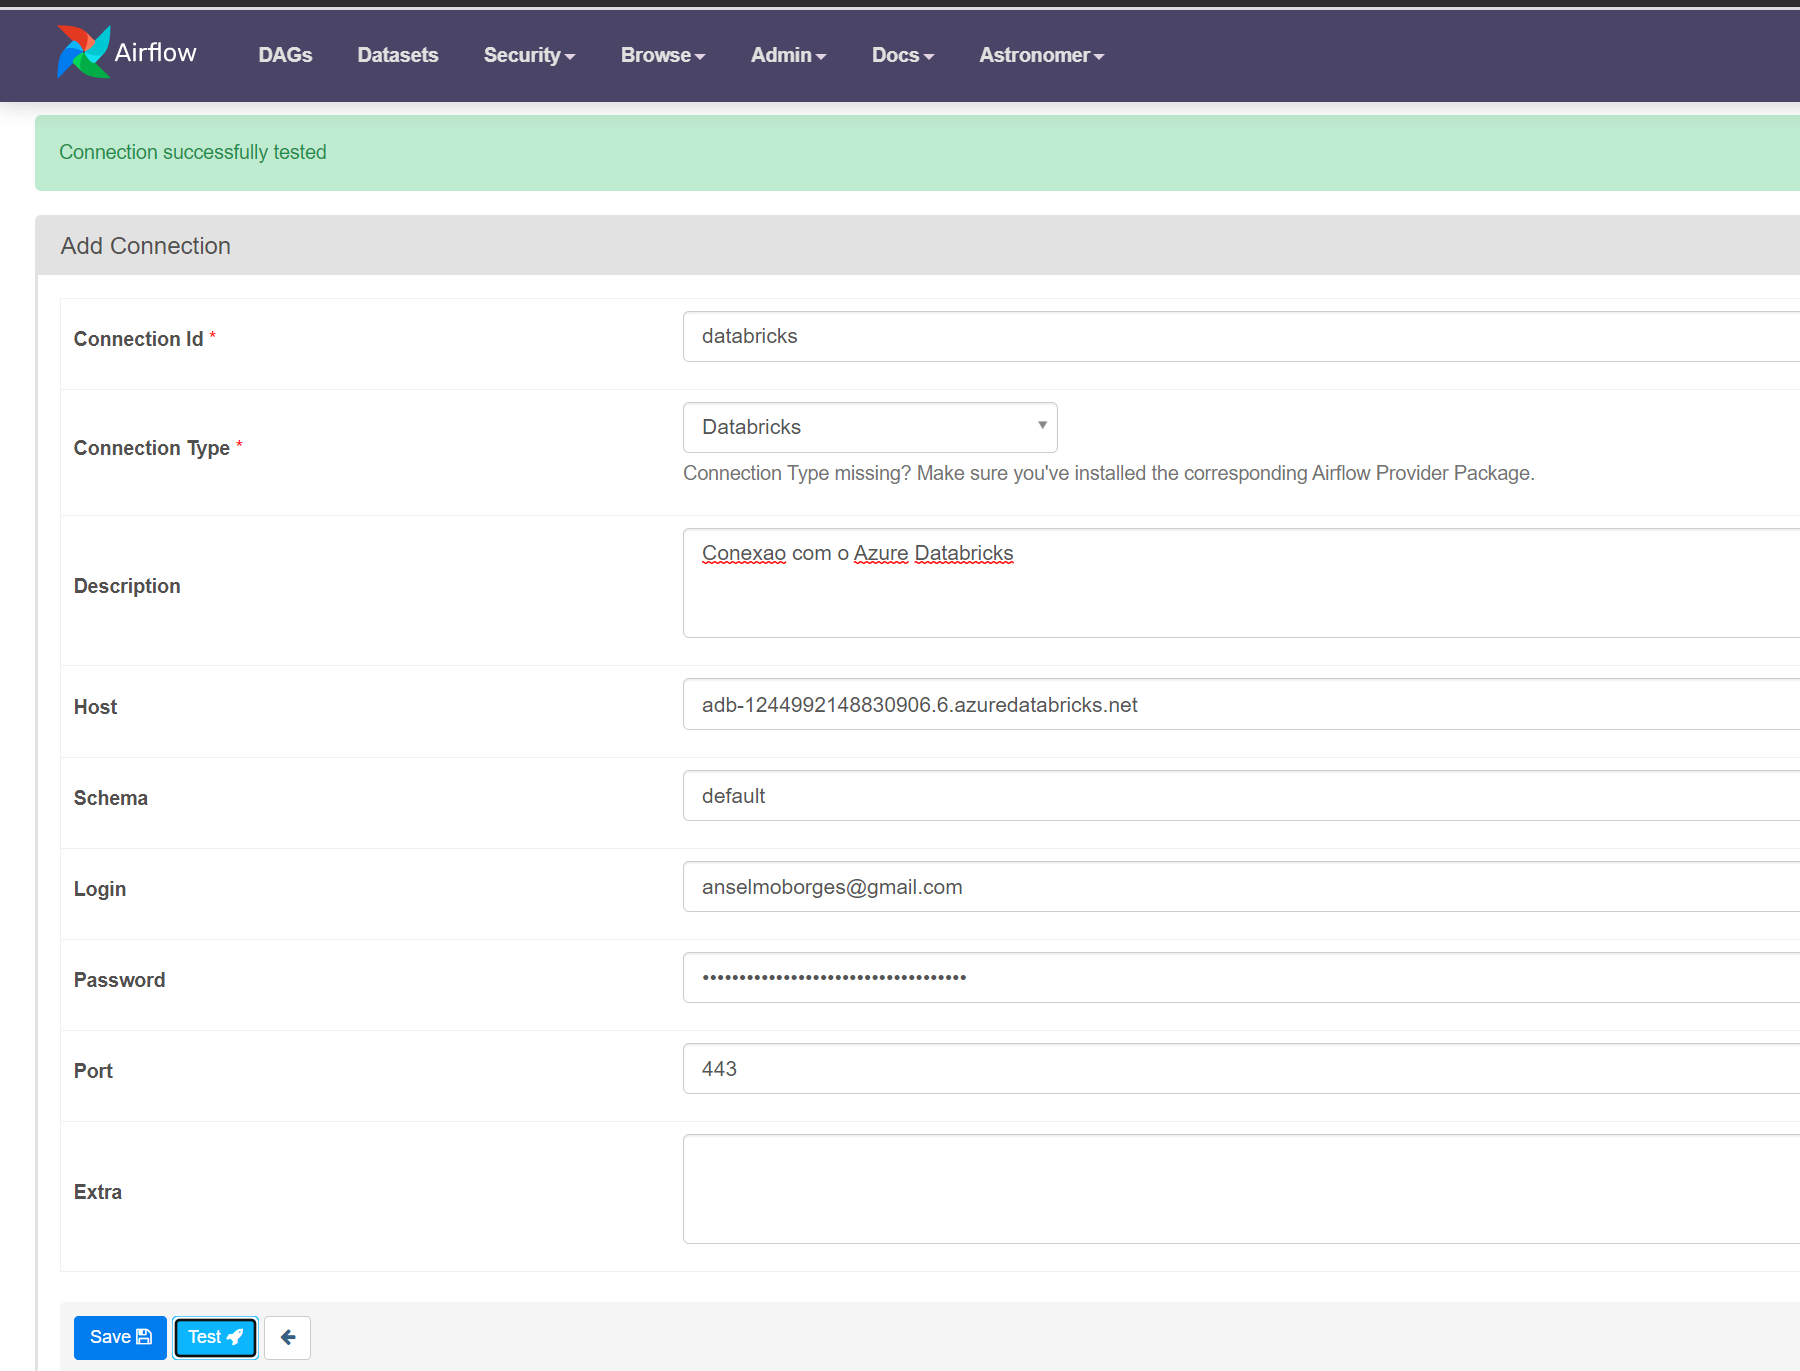 Airflow DAGs Datasets Security Browse Admin Docs Astronomer
Connection successfully tested
Add Connection
Connection Id * databricks
Connection Type * Databricks
Connection Type missing? Make sure you've installed the corresponding Airflow Provider Package.
Description Conexao com o Azure Databricks
Host adb-1244992148830906.6.azuredatabricks.net
Schema default
Login anselmoborges@gmail.com
Password ••••••••••••••••••••••••••••••••••••
Port 443
Extra
Save Test